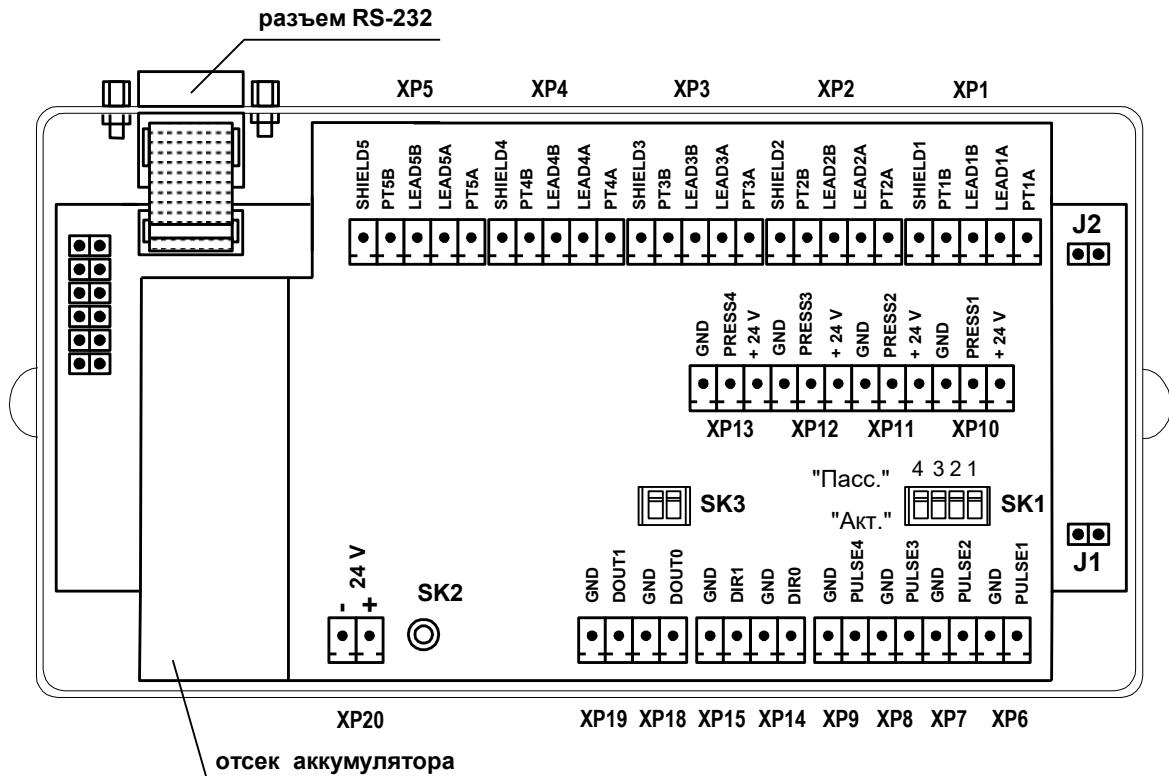 разъем RS-232
XP5 XP4 XP3 XP2 XP1
SHIELD5 PT5B LEAD5B LEAD5A PT5A SHIELD4 PT4B LEAD4B LEAD4A PT4A SHIELD3 PT3B LEAD3B LEAD3A PT3A SHIELD2 PT2B LEAD2B LEAD2A PT2A SHIELD1 PT1B LEAD1B LEAD1A PT1A
J2
GND PRESS4 + 24 V GND PRESS3 + 24 V GND PRESS2 + 24 V GND PRESS1 + 24 V
XP13 XP12 XP11 XP10
"Пасс." 4 3 2 1
SK3 SK1
"Акт."
J1
- + 24 V
SK2
GND DOUT1 GND DOUT0 GND DIR1 GND DIR0 GND PULSE4 GND PULSE3 GND PULSE2 GND PULSE1
XP20 XP19 XP18 XP15 XP14 XP9 XP8 XP7 XP6
отсек аккумулятора